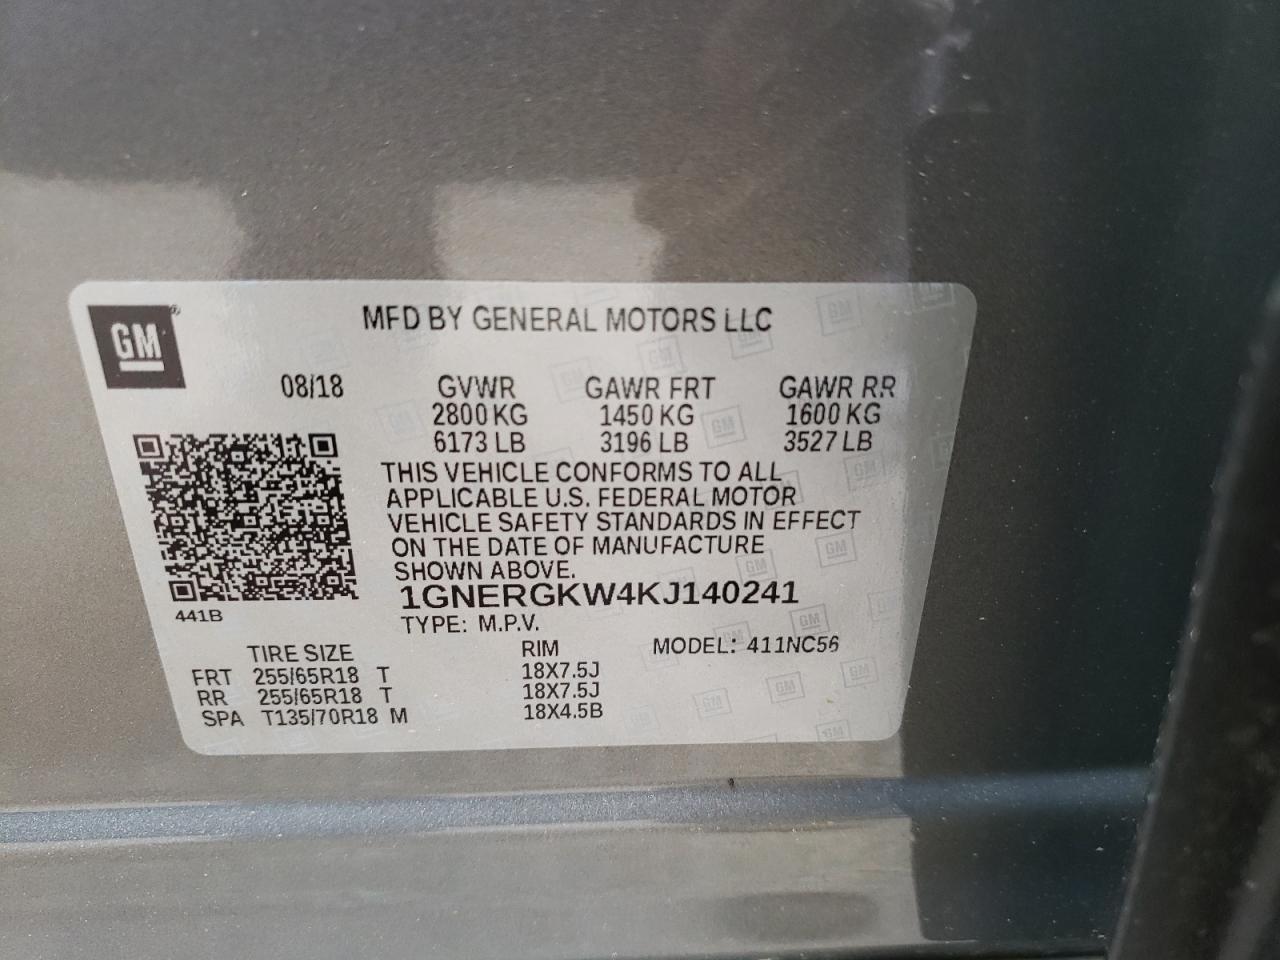 GM
MFD BY GENERAL MOTORS LLC
08/18 GVWR GAWR FRT GAWR RR
2800 KG 1450 KG 1600 KG
6173 LB 3196 LB 3527 LB
THIS VEHICLE CONFORMS TO ALL
APPLICABLE U.S. FEDERAL MOTOR
VEHICLE SAFETY STANDARDS IN EFFECT
ON THE DATE OF MANUFACTURE
SHOWN ABOVE.
1GNERGKW4KJ140241
441B
TYPE: M.P.V.
TIRE SIZE RIM MODEL: 411NC56
FRT 255/65R18 T 18X7.5J
RR 255/65R18 T 18X7.5J
SPA T135/70R18 M 18X4.5B